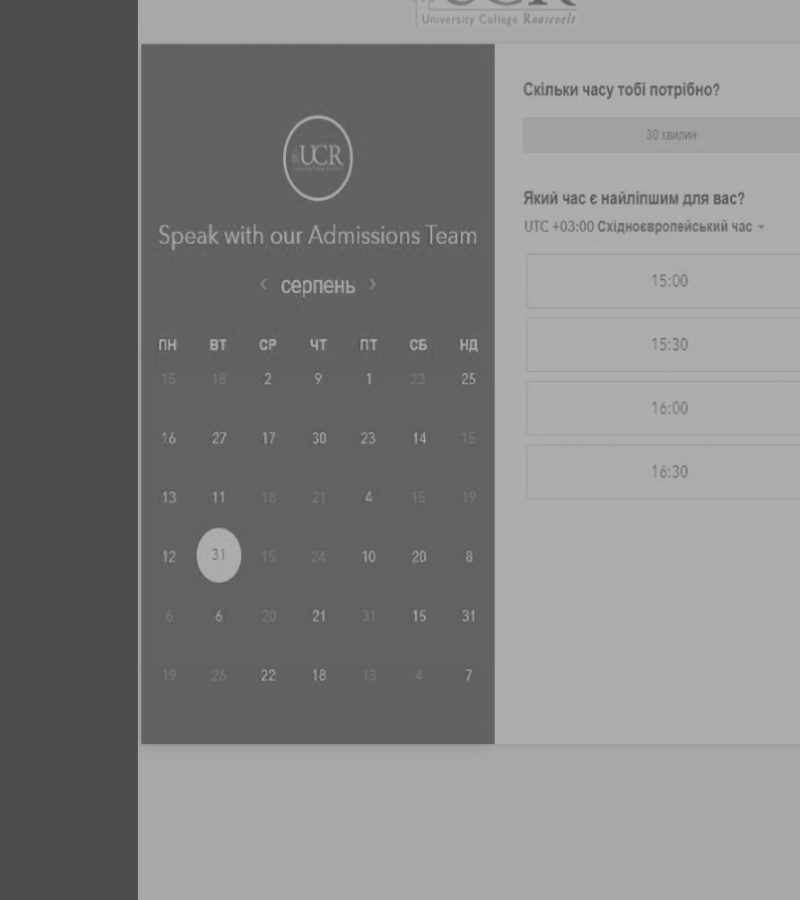 UCR
University College Roosevelt
UCR
Speak with our Admissions Team
‹ серпень ›
ПН ВТ СР ЧТ ПТ СБ НД
15 18 2 9 1 23 25
16 27 17 30 23 14 15
13 11 18 21 4 15 19
12 31 15 24 10 20 8
6 6 20 21 31 15 31
19 26 22 18 13 4 7
Скільки часу тобі потрібно?
30 хвилин
Який час є найліпшим для вас?
UTC +03:00 Східноєвропейський час
15:00
15:30
16:00
16:30